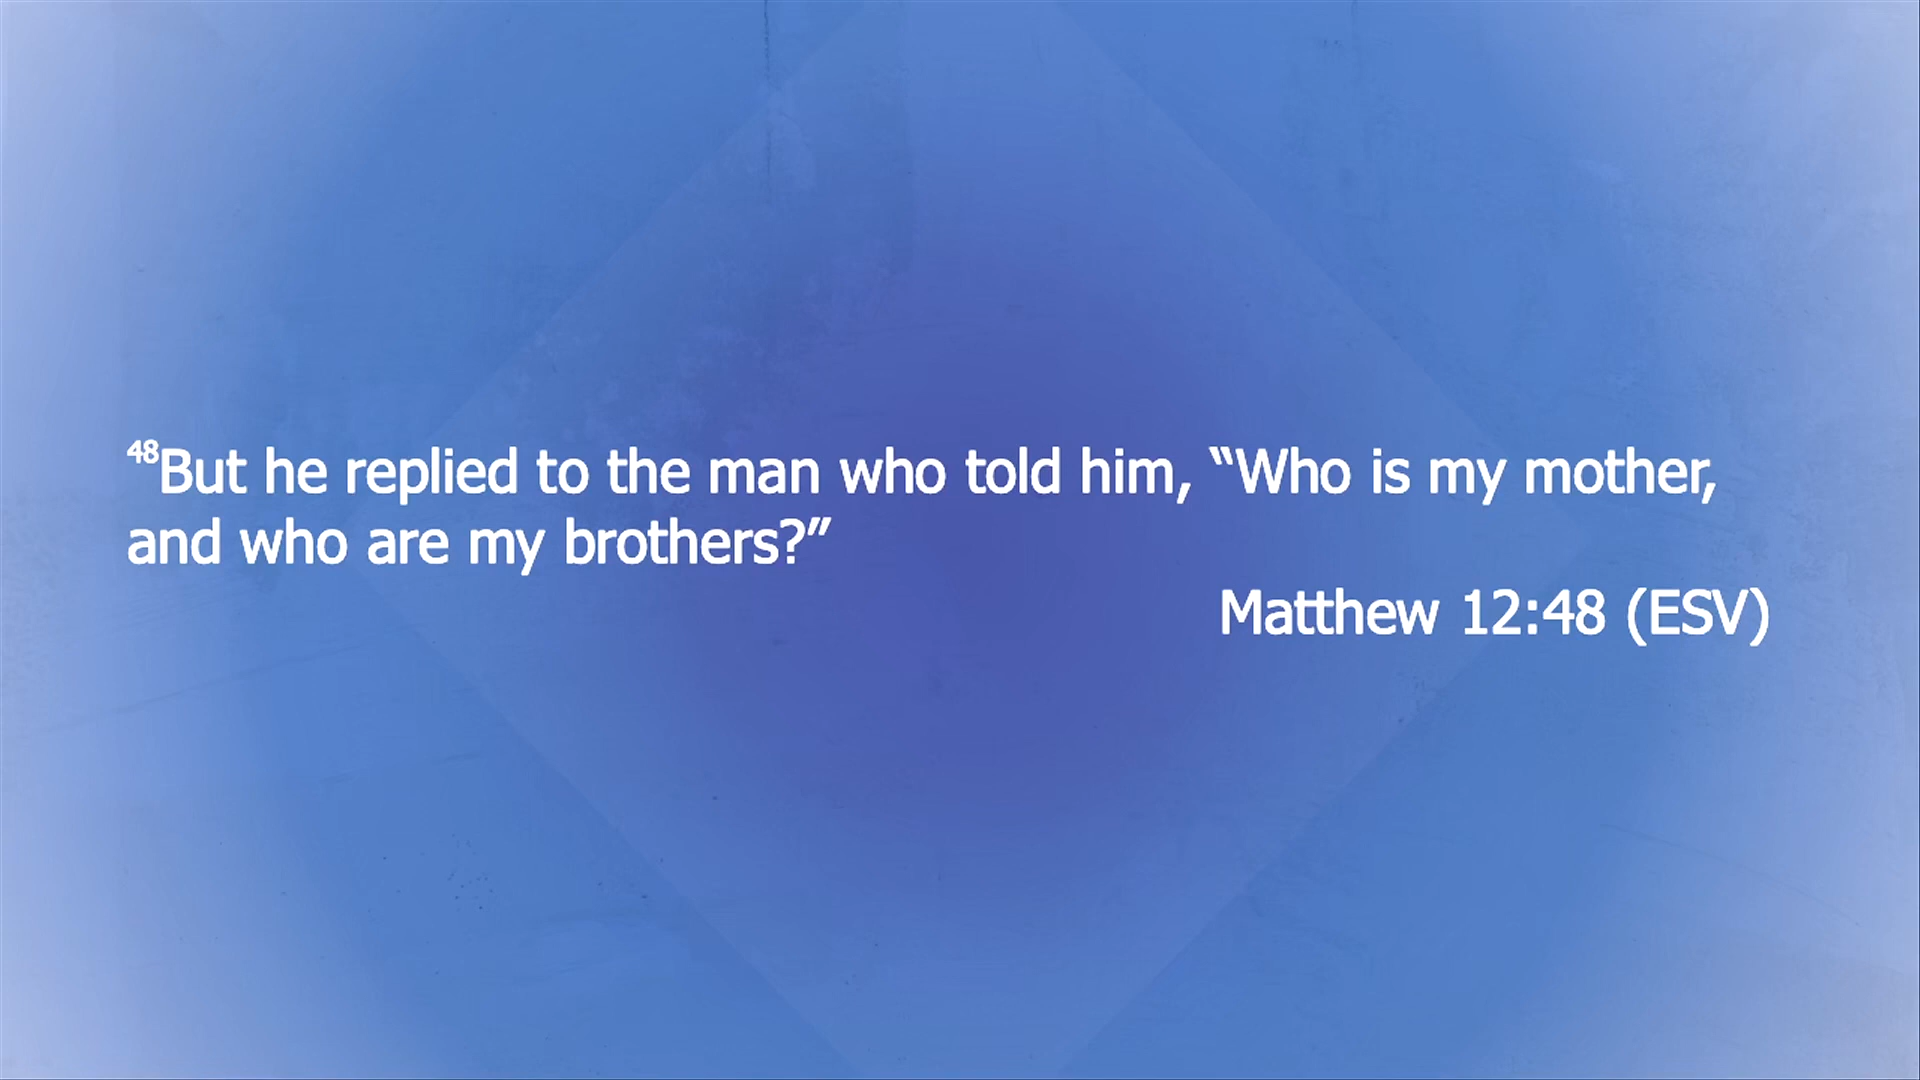 48But he replied to the man who told him, “Who is my mother,
and who are my brothers?”
Matthew 12:48 (ESV)